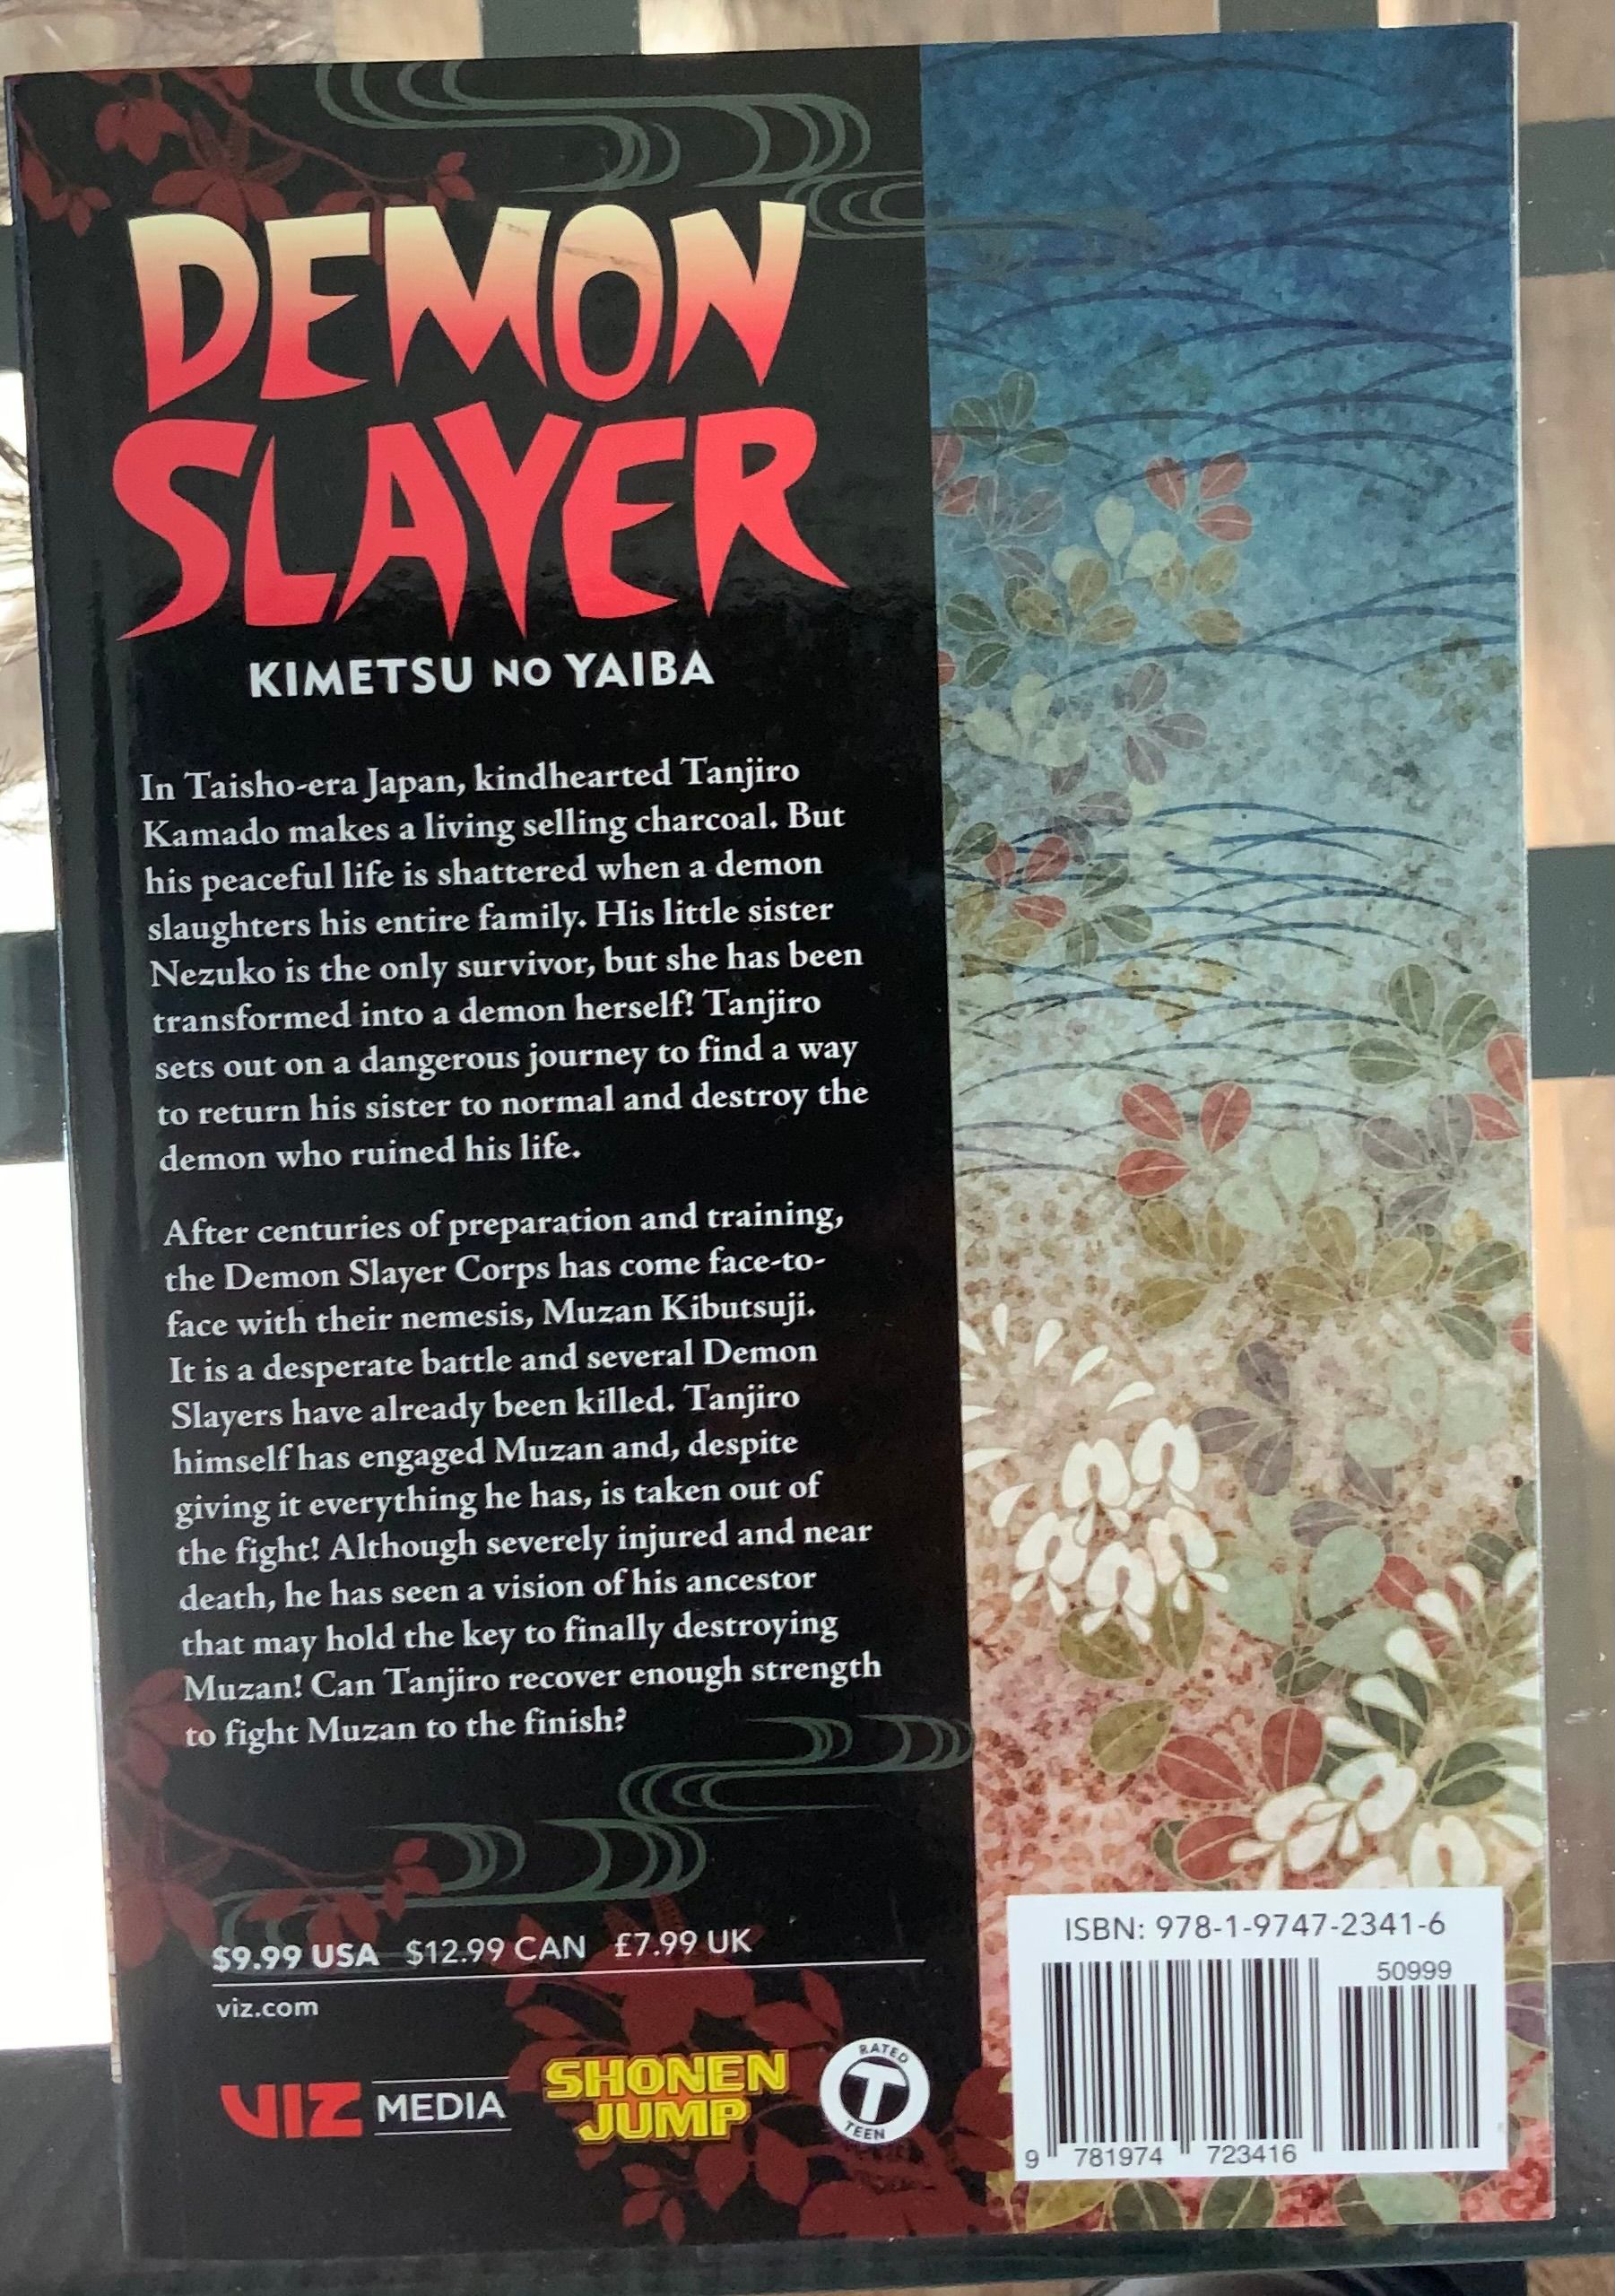 DEMON
SLAYER
KIMETSU NO YAIBA
In Taisho-era Japan, kindhearted Tanjiro
Kamado makes a living selling charcoal. But
his peaceful life is shattered when a demon
slaughters his entire family. His little sister
Nezuko is the only survivor, but she has been
transformed into a demon herself! Tanjiro
sets out on a dangerous journey to find a way
to return his sister to normal and destroy the
demon who ruined his life.
After centuries of preparation and training,
the Demon Slayer Corps has come face-to-
face with their nemesis, Muzan Kibutsuji.
It is a desperate battle and several Demon
Slayers have already been killed. Tanjiro
himself has engaged Muzan and, despite
giving it everything he has, is taken out of
the fight! Although severely injured and near
death, he has seen a vision of his ancestor
that may hold the key to finally destroying
Muzan! Can Tanjiro recover enough strength
to fight Muzan to the finish?
$9.99 USA $12.99 CAN £7.99 UK
viz.com
VIZ MEDIA
SHONEN
JUMP
RATED
T
TEEN
ISBN: 978-1-9747-2341-6
50999
9 781974 723416